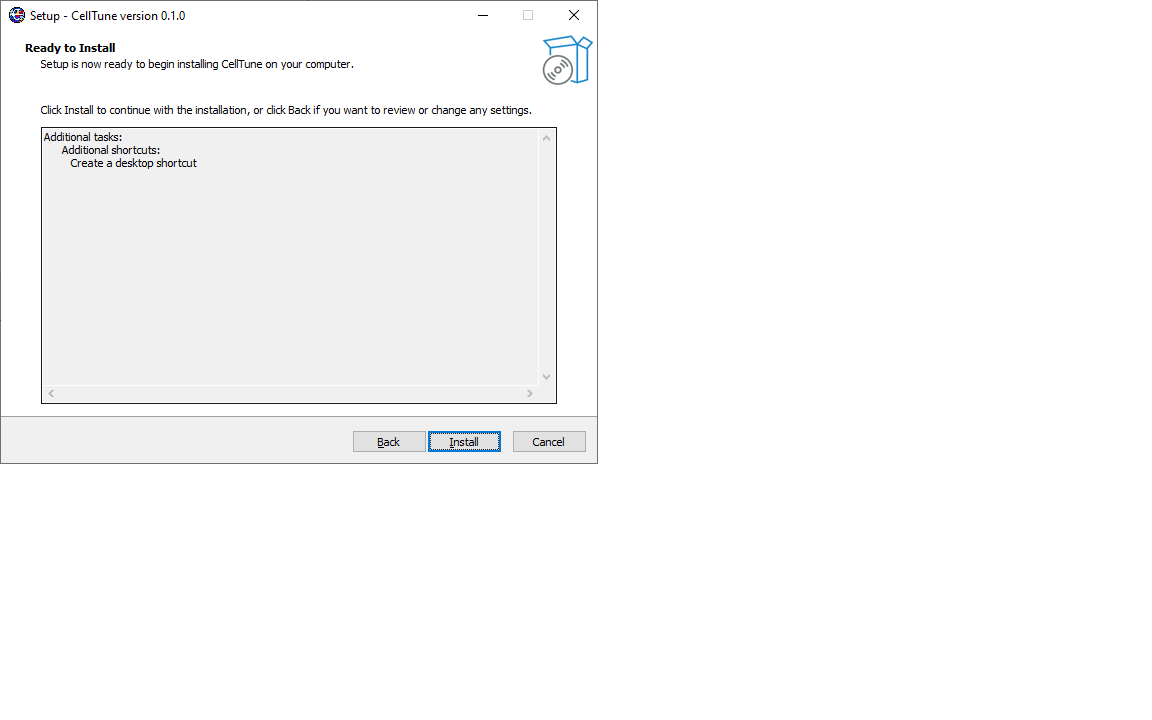 Setup - CellTune version 0.1.0
Ready to Install
Setup is now ready to begin installing CellTune on your computer.
Click Install to continue with the installation, or click Back if you want to review or change any settings.
Additional tasks:
Additional shortcuts:
Create a desktop shortcut
Back
Install
Cancel